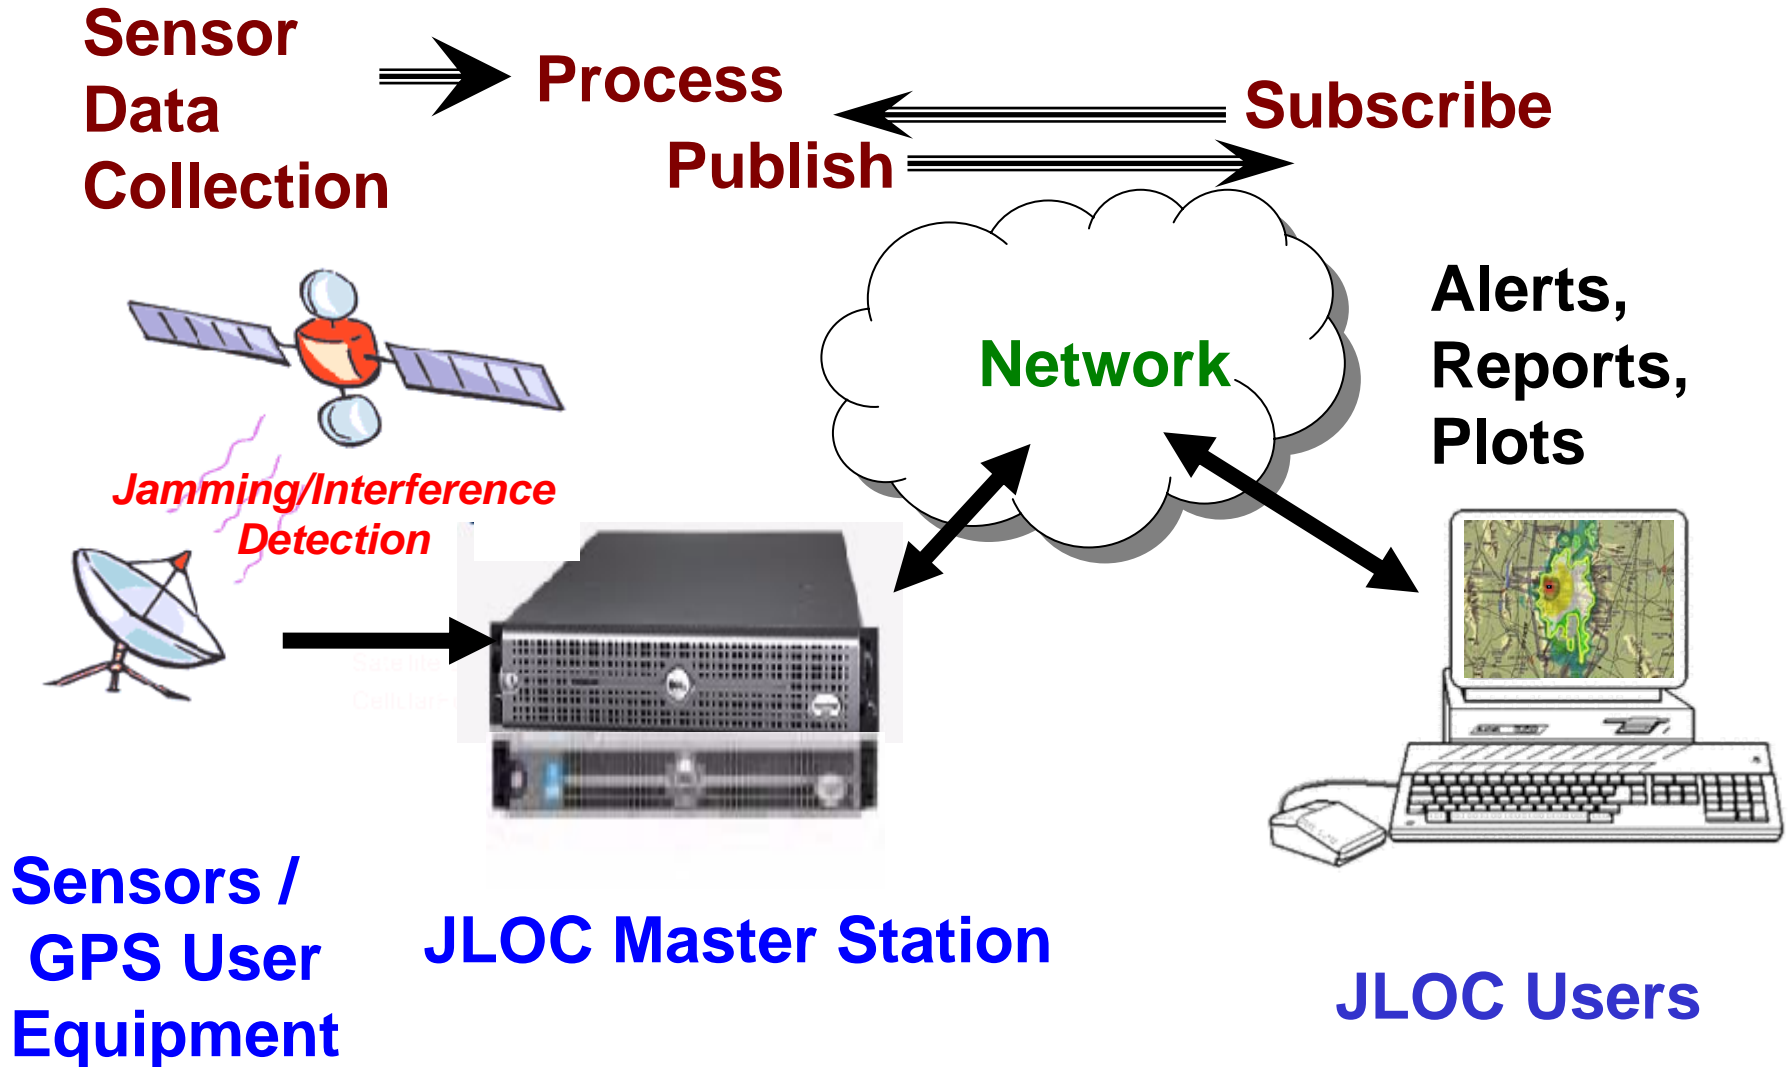 Sensor
Data
Collection
Process
Publish
Subscribe
Network
Alerts,
Reports,
Plots
Jamming/Interference
Detection
Sensors /
GPS User
Equipment
JLOC Master Station
JLOC Users